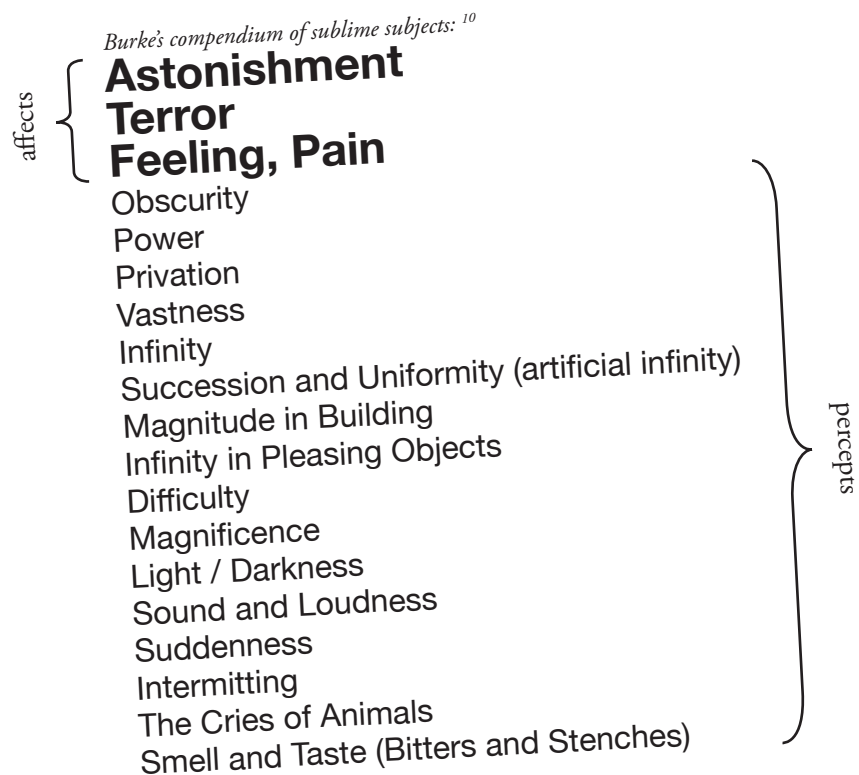 Burke’s compendium of sublime subjects: 10
affects
Astonishment
Terror
Feeling, Pain
Obscurity
Power
Privation
Vastness
Infinity
Succession and Uniformity (artificial infinity)
Magnitude in Building
Infinity in Pleasing Objects
Difficulty
Magnificence
Light / Darkness
Sound and Loudness
Suddenness
Intermitting
The Cries of Animals
Smell and Taste (Bitters and Stenches)
percepts